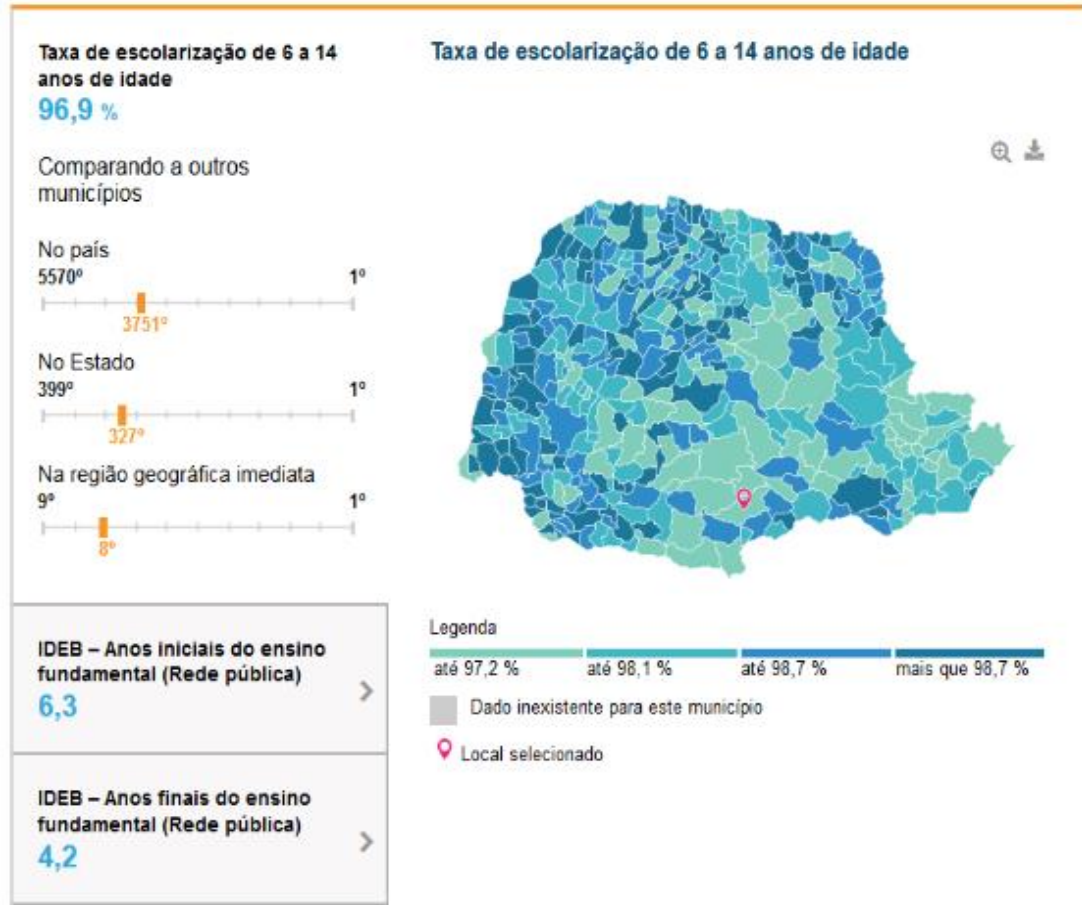 Taxa de escolarização de 6 a 14
anos de idade
96,9 %
Comparando a outros
municípios
No país
5570º 1º
3751º
No Estado
399º 1º
327º
Na região geográfica imediata
9º 1º
8º
IDEB – Anos iniciais do ensino
fundamental (Rede pública)
6,3
IDEB – Anos finais do ensino
fundamental (Rede pública)
4,2
Taxa de escolarização de 6 a 14 anos de idade
Legenda
até 97,2 % até 98,1 % até 98,7 % mais que 98,7 %
Dado inexistente para este município
Local selecionado